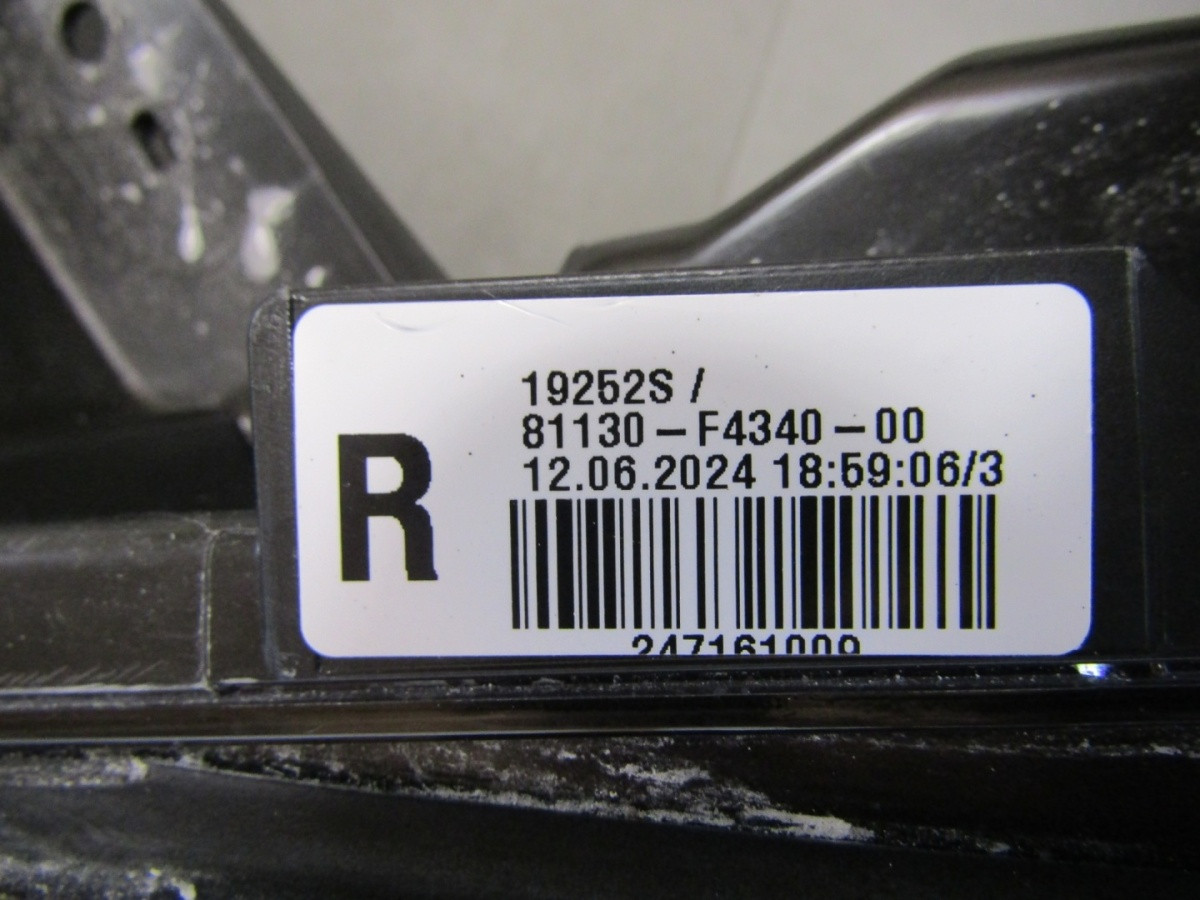 R
19252S /
81130-F4340-00
12.06.2024 18:59:06/3
247161009